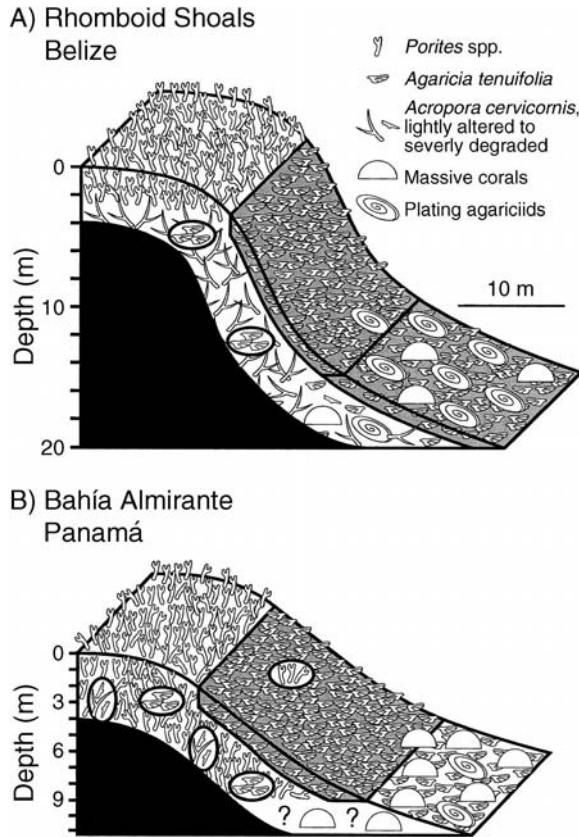 A) Rhomboid Shoals
Belize
Porites spp.
Agaricia tenuifolia
Acropora cervicornis,
lightly altered to
severly degraded
Massive corals
Plating agariciids
10 m
0
10
20
Depth (m)
B) Bahía Almirante
Panamá
0
3
6
9
Depth (m)
? ?